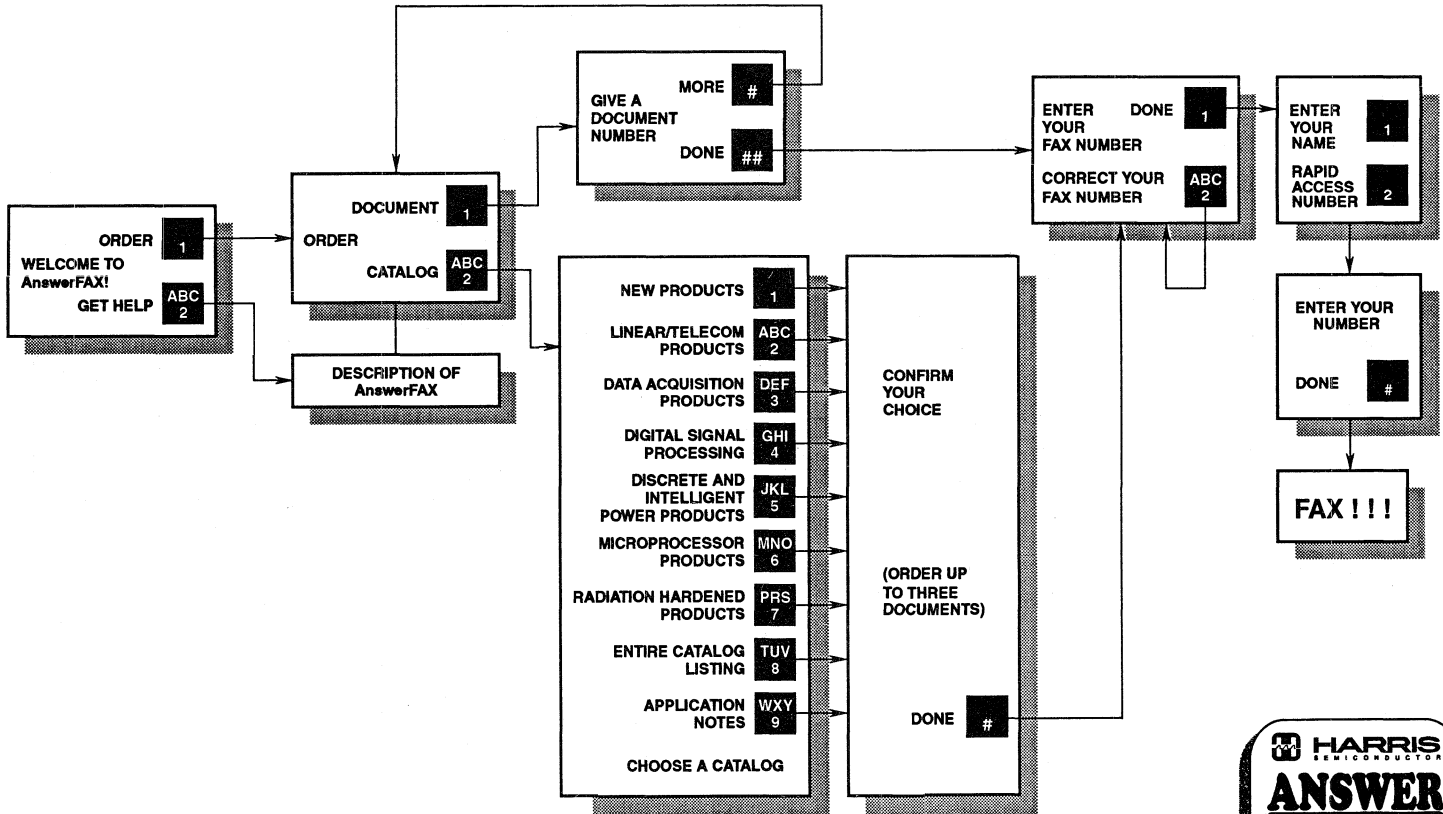 ORDER
1
WELCOME TO
AnswerFAX!
GET HELP
ABC
2
DOCUMENT
1
ORDER
CATALOG
ABC
2
DESCRIPTION OF
AnswerFAX
GIVE A
DOCUMENT
NUMBER
MORE
#
DONE
##
NEW PRODUCTS
1
LINEAR/TELECOM
PRODUCTS
ABC
2
DATA ACQUISITION
PRODUCTS
DEF
3
DIGITAL SIGNAL
PROCESSING
GHI
4
DISCRETE AND
INTELLIGENT
POWER PRODUCTS
JKL
5
MICROPROCESSOR
PRODUCTS
MNO
6
RADIATION HARDENED
PRODUCTS
PRS
7
ENTIRE CATALOG
LISTING
TUV
8
APPLICATION
NOTES
WXY
9
CHOOSE A CATALOG
CONFIRM
YOUR
CHOICE
(ORDER UP
TO THREE
DOCUMENTS)
DONE
#
ENTER
YOUR
FAX NUMBER
DONE
1
CORRECT YOUR
FAX NUMBER
ABC
2
ENTER
YOUR
NAME
1
RAPID
ACCESS
NUMBER
2
ENTER YOUR
NUMBER
DONE
#
FAX ! ! !
HARRIS
SEMICONDUCTOR
ANSWER